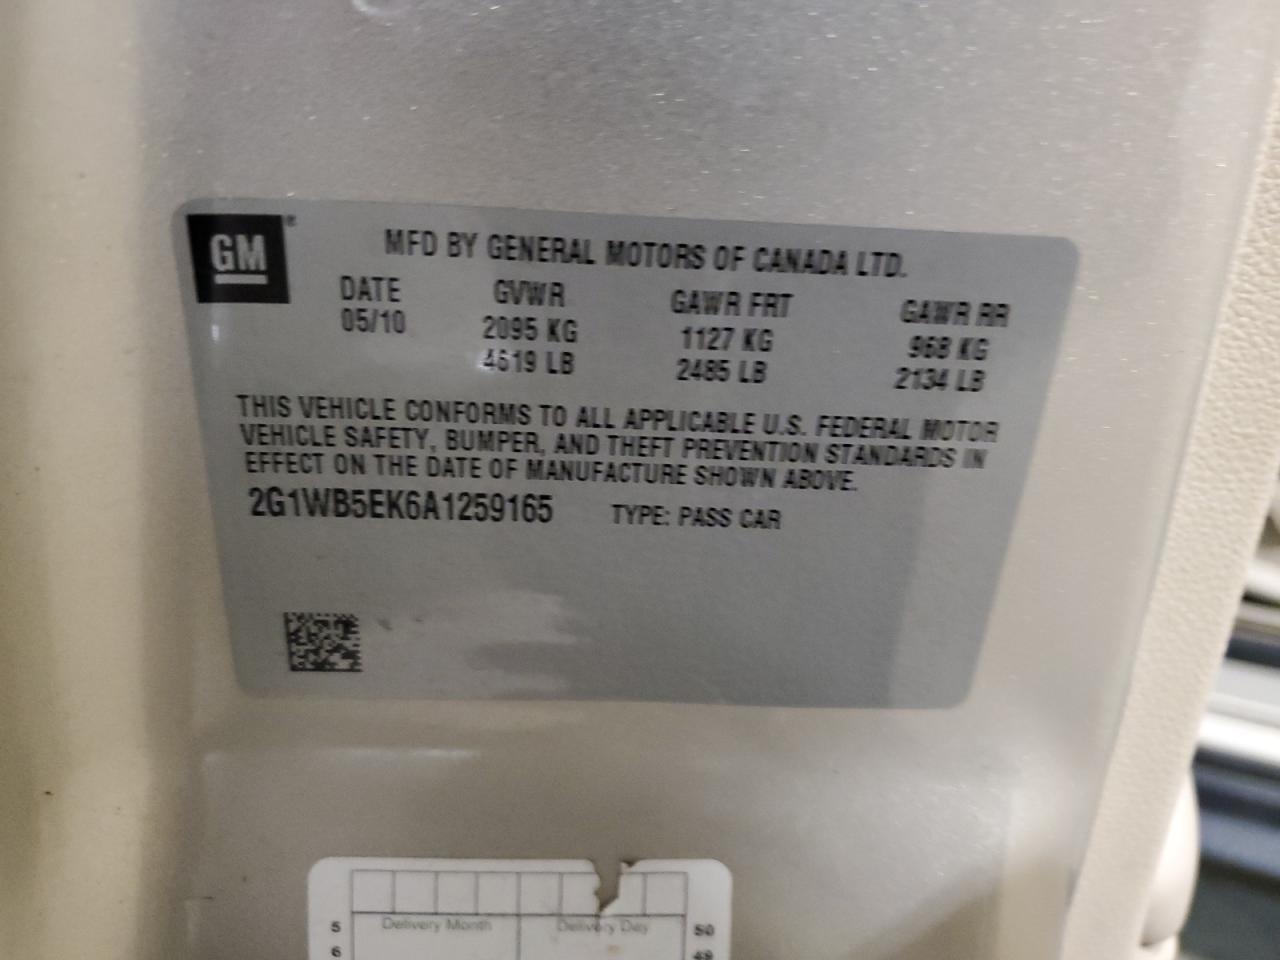 GM ®
MFD BY GENERAL MOTORS OF CANADA LTD.
DATE GVWR GAWR FRT GAWR RR
05/10 2095 KG 1127 KG 968 KG
4619 LB 2485 LB 2134 LB
THIS VEHICLE CONFORMS TO ALL APPLICABLE U.S. FEDERAL MOTOR
VEHICLE SAFETY, BUMPER, AND THEFT PREVENTION STANDARDS IN
EFFECT ON THE DATE OF MANUFACTURE SHOWN ABOVE.
2G1WB5EK6A1259165 TYPE: PASS CAR
5 Delivery Month Delivery Day 50
6 49